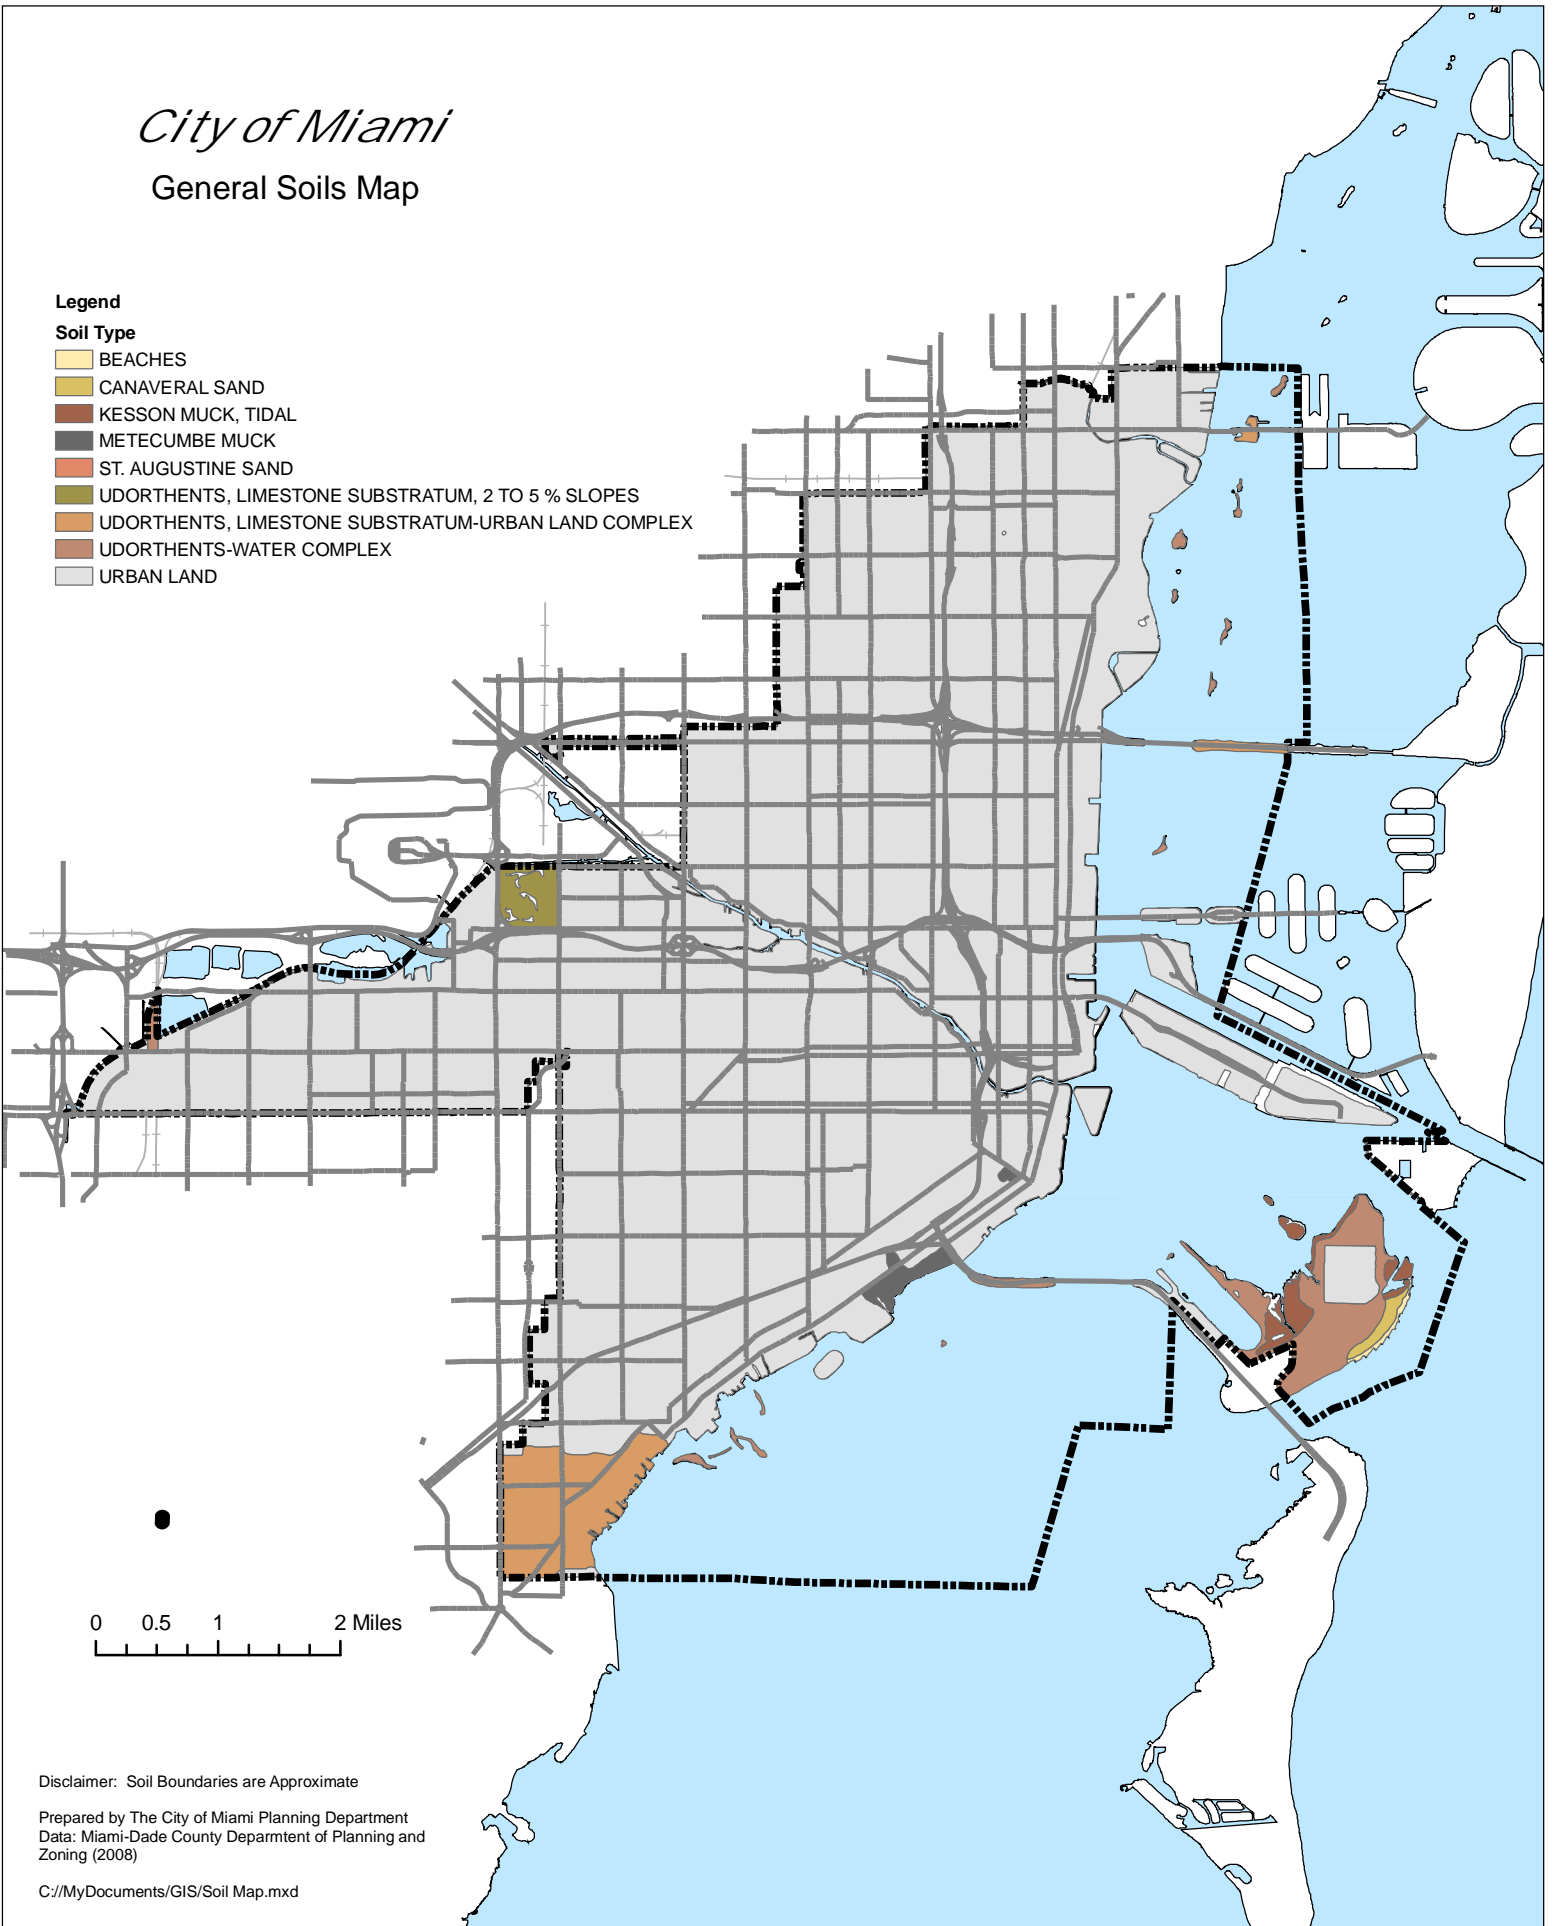 City of Miami
General Soils Map
Legend
Soil Type
BEACHES
CANAVERAL SAND
KESSON MUCK, TIDAL
METECUMBE MUCK
ST. AUGUSTINE SAND
UDORTHENTS, LIMESTONE SUBSTRATUM, 2 TO 5 % SLOPES
UDORTHENTS, LIMESTONE SUBSTRATUM-URBAN LAND COMPLEX
UDORTHENTS-WATER COMPLEX
URBAN LAND
0 0.5 1 2 Miles
Disclaimer: Soil Boundaries are Approximate
Prepared by The City of Miami Planning Department
Data: Miami-Dade County Deparmtent of Planning and
Zoning (2008)
C://MyDocuments/GIS/Soil Map.mxd